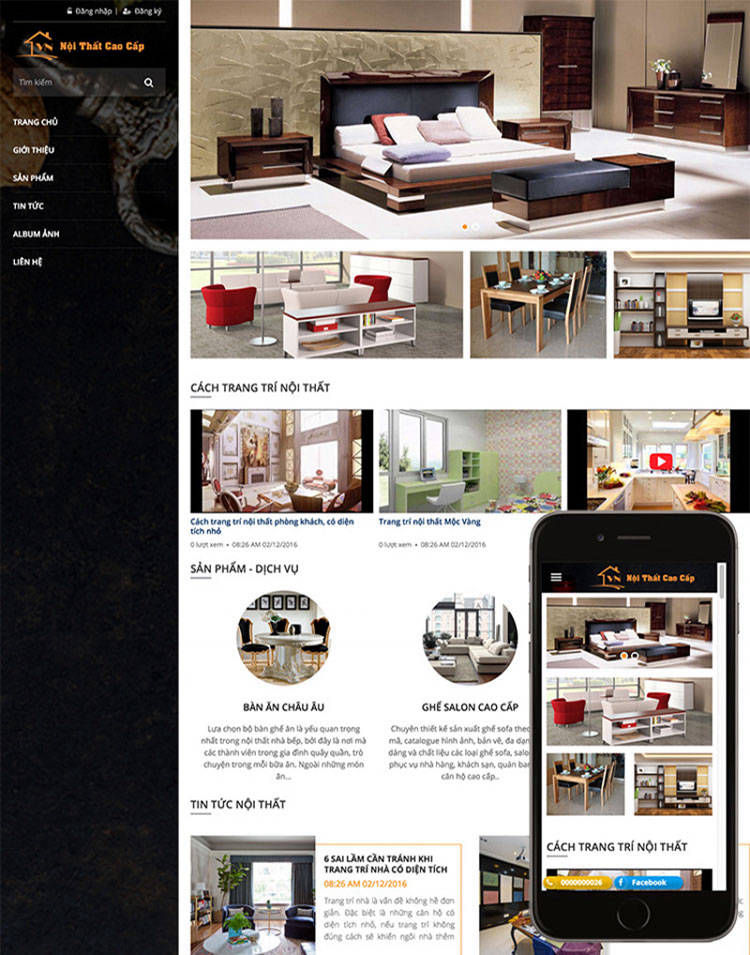 Đăng nhập | Đăng ký
VN Nội Thất Cao Cấp
Tìm kiếm
TRANG CHỦ
GIỚI THIỆU
SẢN PHẨM
TIN TỨC
ALBUM ẢNH
LIÊN HỆ
CÁCH TRANG TRÍ NỘI THẤT
Cách trang trí nội thất phòng khách, có diện
tích nhỏ
0 lượt xem • 08:26 AM 02/12/2016
Trang trí nội thất Mộc Vàng
0 lượt xem • 08:26 AM 02/12/2016
SẢN PHẨM - DỊCH VỤ
BÀN ĂN CHÂU ÂU
Lựa chọn bộ bàn ghế ăn là yếu quan trọng
nhất trong nội thất nhà bếp, bởi đây là nơi mà
các thành viên trong gia đình quây quần, trò
chuyện trong mỗi bữa ăn. Ngoài những món
ăn...
GHẾ SALON CAO CẤP
Chuyên thiết kế sản xuất ghế sofa theo
mã, catalogue hình ảnh, bản vẽ, đa dạn
dáng và chất liệu các loại ghế sofa, salo
phục vụ nhà hàng, khách sạn, quán ba
căn hộ cao cấp..
TIN TỨC NỘI THẤT
6 SAI LẦM CẦN TRÁNH KHI
TRANG TRÍ NHÀ CÓ DIỆN TÍCH
08:26 AM 02/12/2016
Trang trí nhà là vấn đề không hề đơn
giản. Đặc biệt là những căn hộ có
diện tích nhỏ, nếu trang trí không
đúng cách sẽ khiến ngôi nhà thêm
VN Nội Thất Cao Cấp
CÁCH TRANG TRÍ NỘI THẤT
0000000026
Facebook